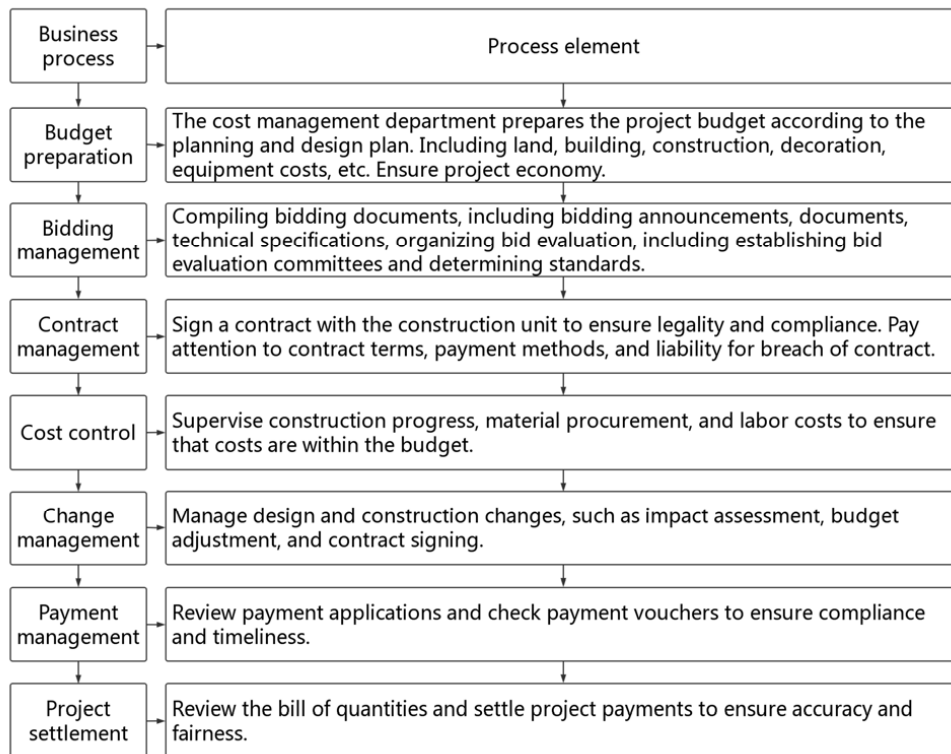 Business
process
Process element
Budget
preparation
The cost management department prepares the project budget according to the
planning and design plan. Including land, building, construction, decoration,
equipment costs, etc. Ensure project economy.
Bidding
management
Compiling bidding documents, including bidding announcements, documents,
technical specifications, organizing bid evaluation, including establishing bid
evaluation committees and determining standards.
Contract
management
Sign a contract with the construction unit to ensure legality and compliance. Pay
attention to contract terms, payment methods, and liability for breach of contract.
Cost control
Supervise construction progress, material procurement, and labor costs to ensure
that costs are within the budget.
Change
management
Manage design and construction changes, such as impact assessment, budget
adjustment, and contract signing.
Payment
management
Review payment applications and check payment vouchers to ensure compliance
and timeliness.
Project
settlement
Review the bill of quantities and settle project payments to ensure accuracy and
fairness.